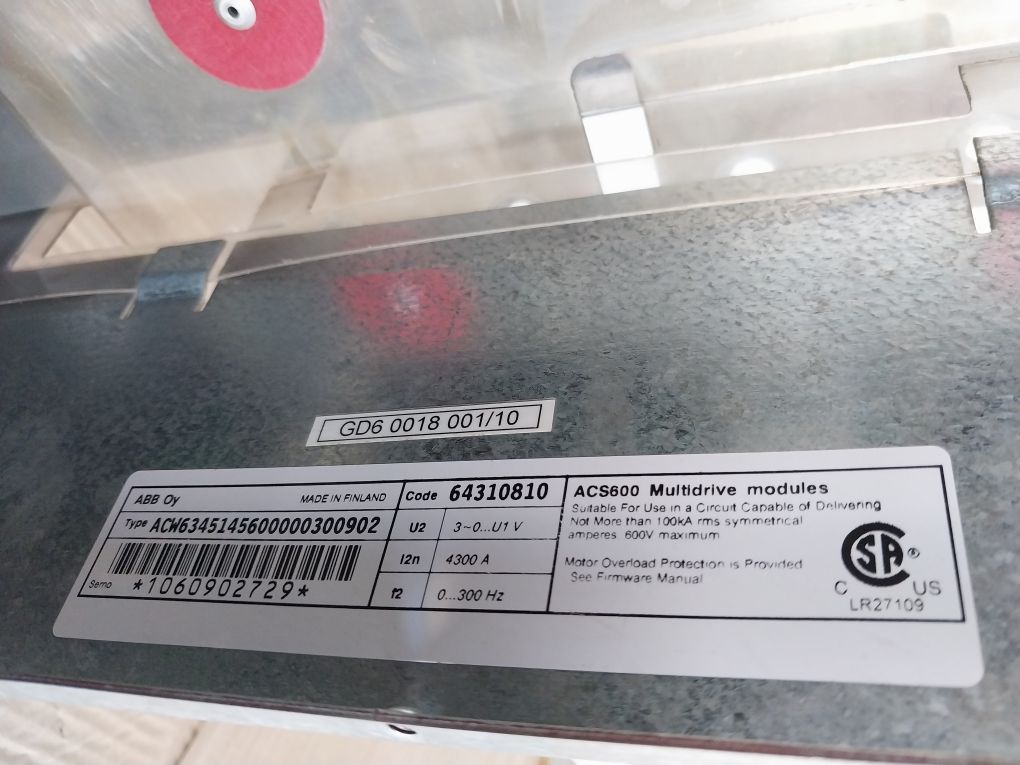 GD6 0018 001/10
ABB Oy
MADE IN FINLAND
Type ACW6345145600000300902
Serno *1060902729*
Code 64310810
U2 3~0...U1 V
I2n 4300 A
f2 0...300 Hz
ACS600 Multidrive modules
Suitable For Use in a Circuit Capable of Delivering
Not More than 100kA rms symmetrical
amperes 600V maximum
Motor Overload Protection is Provided
See Firmware Manual
SA ®
C US
LR27109